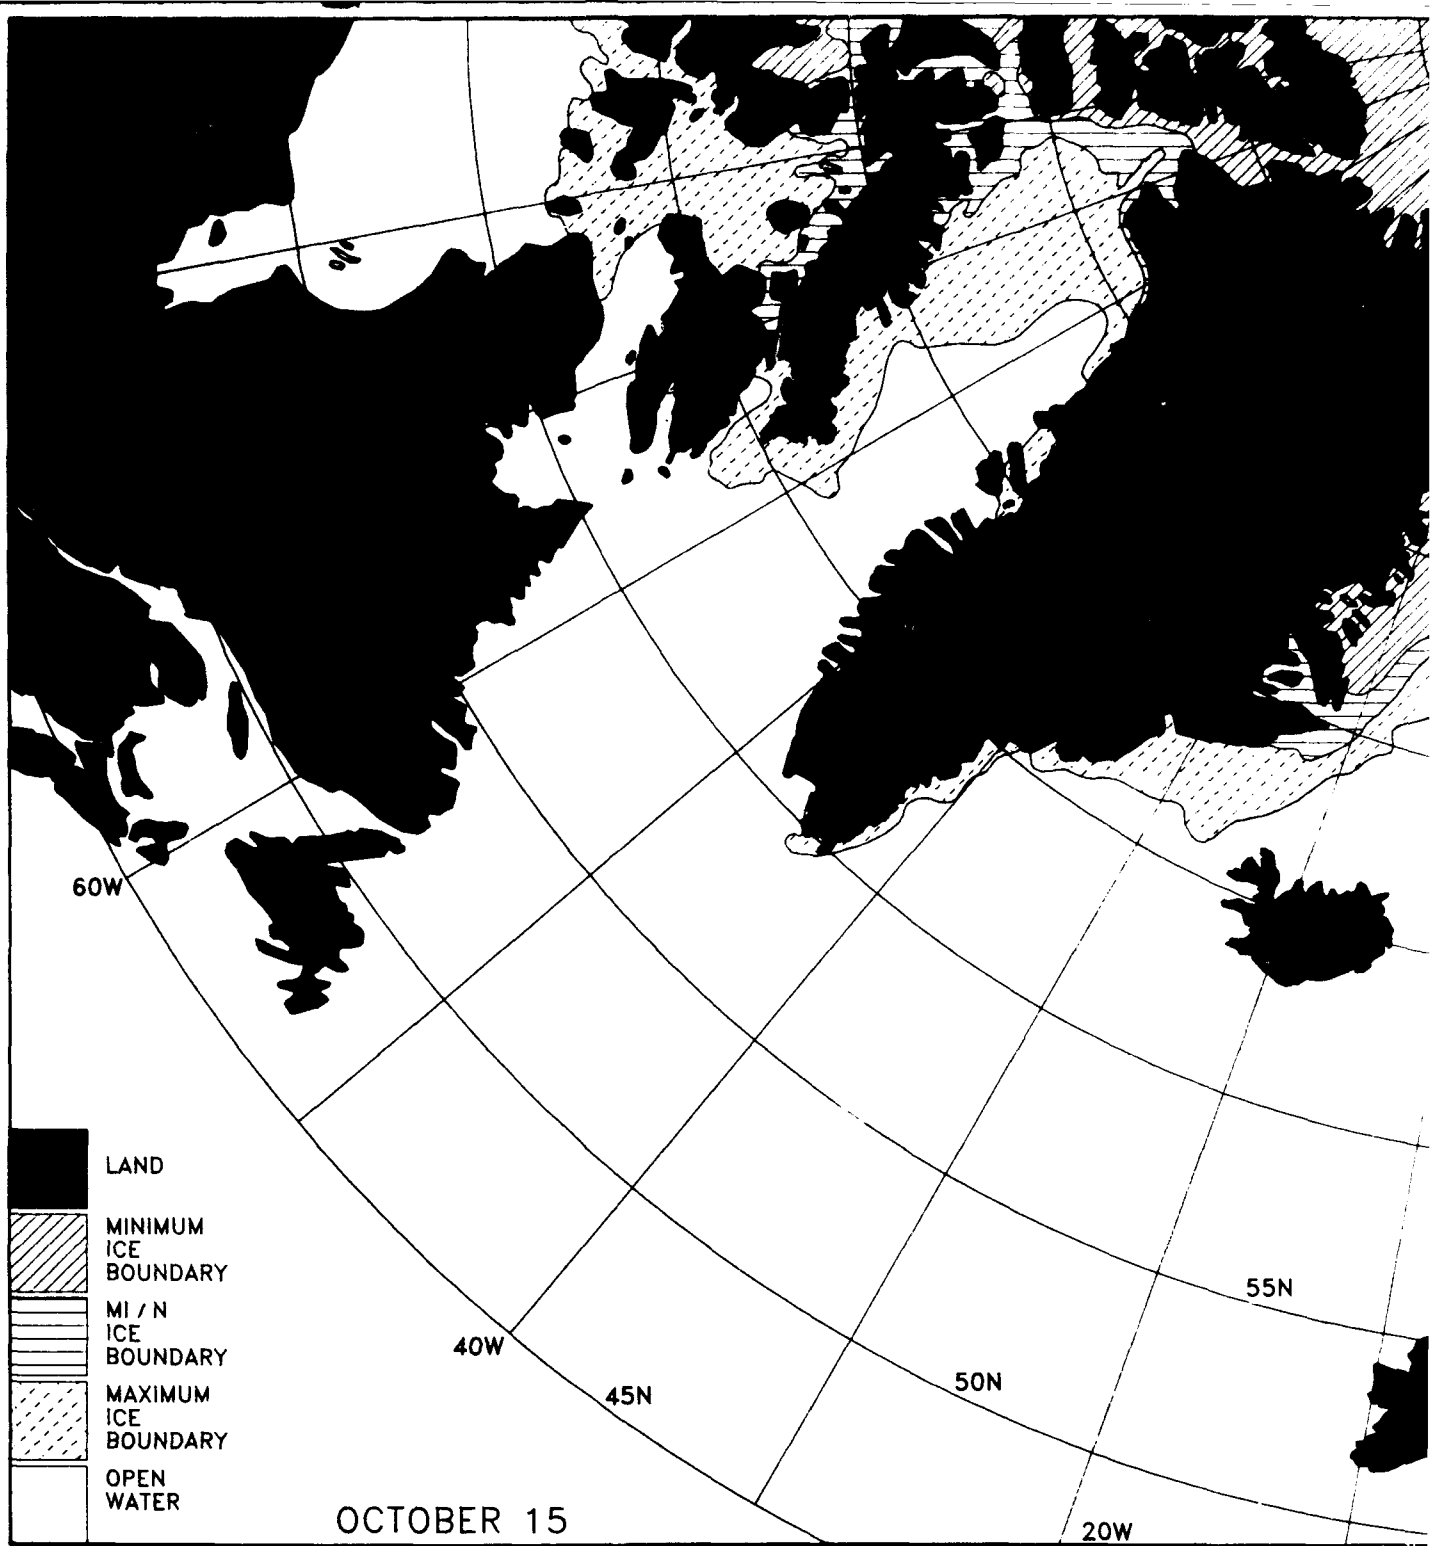 60W
LAND
MINIMUM
ICE
BOUNDARY
MI / N
ICE
BOUNDARY
MAXIMUM
ICE
BOUNDARY
OPEN
WATER
55N
40W
50N
45N
OCTOBER 15
20W